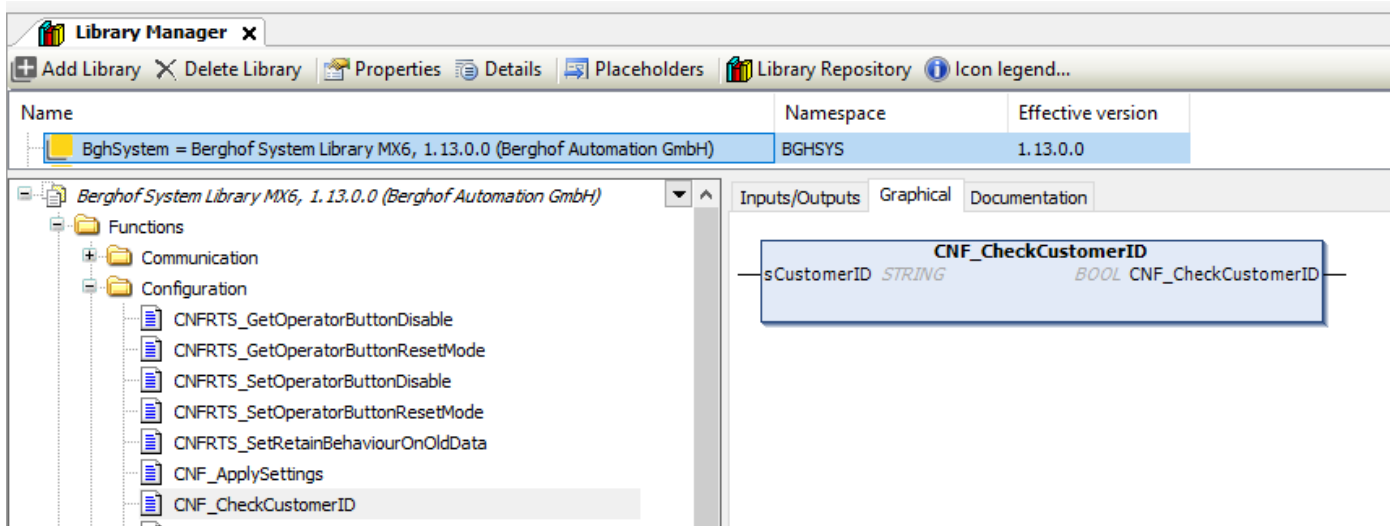 Library Manager x
Add Library Delete Library Properties Details Placeholders Library Repository Icon legend...
Name Namespace Effective version
BghSystem = Berghof System Library MX6, 1.13.0.0 (Berghof Automation GmbH) BGHSYS 1.13.0.0
Berghof System Library MX6, 1.13.0.0 (Berghof Automation GmbH)
Functions
Communication
Configuration
CNFRTS_GetOperatorButtonDisable
CNFRTS_GetOperatorButtonResetMode
CNFRTS_SetOperatorButtonDisable
CNFRTS_SetOperatorButtonResetMode
CNFRTS_SetRetainBehaviourOnOldData
CNF_ApplySettings
CNF_CheckCustomerID
Inputs/Outputs Graphical Documentation
CNF_CheckCustomerID
sCustomerID STRING BOOL CNF_CheckCustomerID